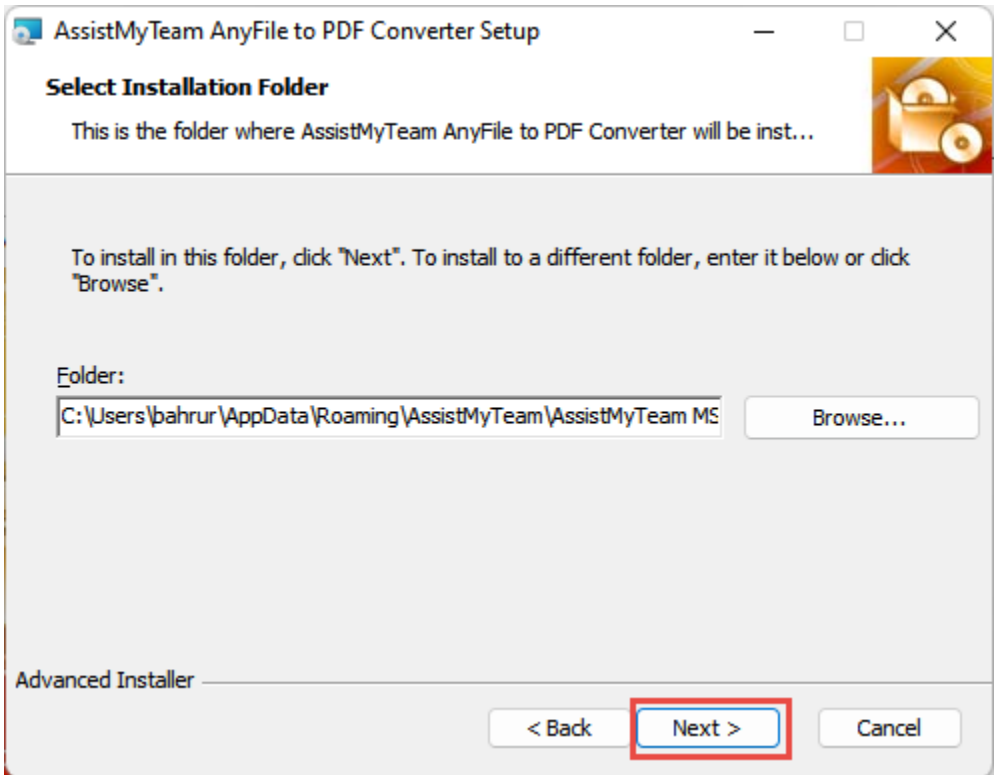 AssistMyTeam AnyFile to PDF Converter Setup
Select Installation Folder
This is the folder where AssistMyTeam AnyFile to PDF Converter will be inst...
To install in this folder, click "Next". To install to a different folder, enter it below or click
"Browse".
Folder:
C:\Users\bahrur\AppData\Roaming\AssistMyTeam\AssistMyTeam MS
Browse...
Advanced Installer
< Back
Next >
Cancel